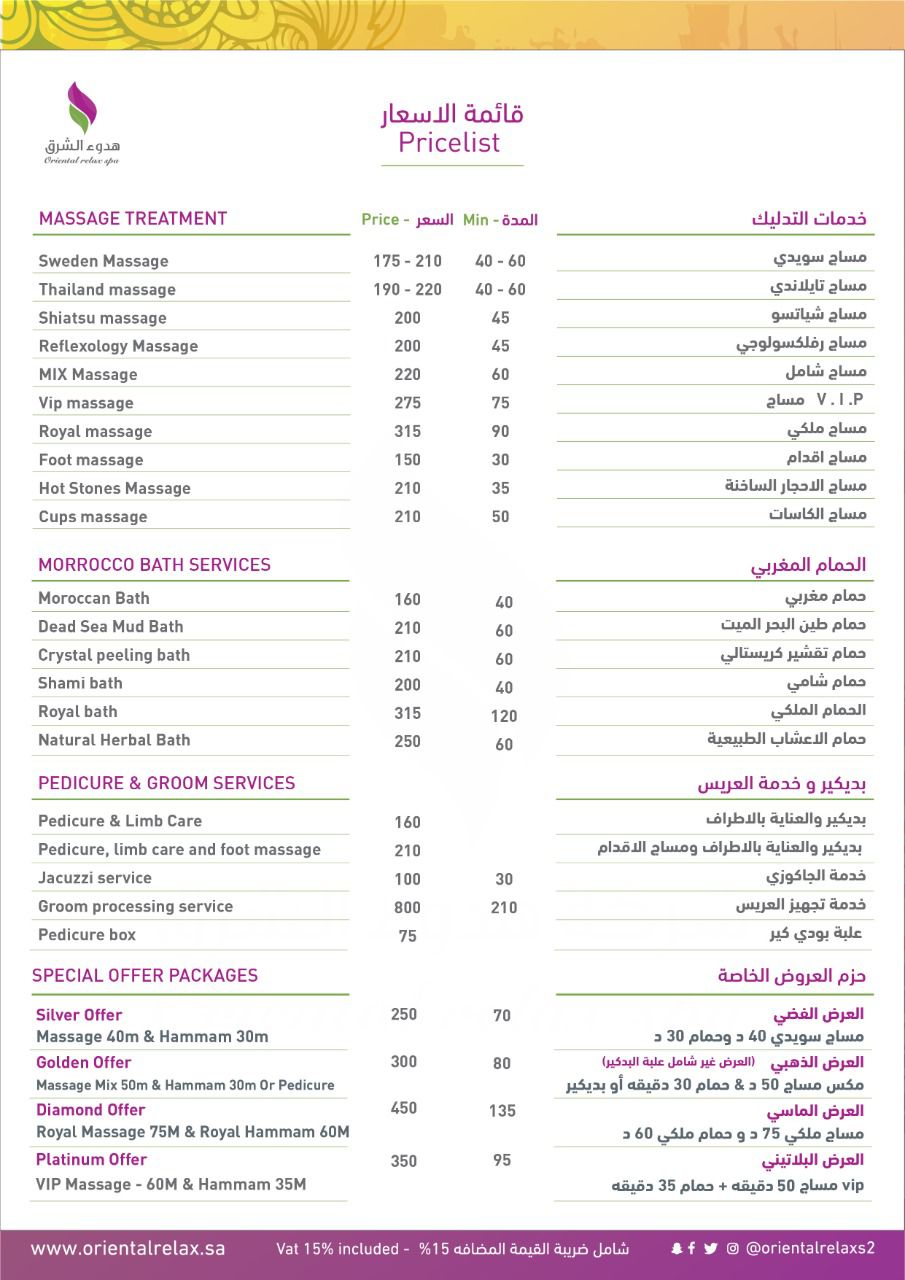 هدوء الشرق
Oriental relax spa
قائمة الاسعار
Pricelist
MASSAGE TREATMENT Price - السعر Min - المدة خدمات التدليك
Sweden Massage 175 - 210 40 - 60 مساج سويدي
Thailand massage 190 - 220 40 - 60 مساج تايلاندي
Shiatsu massage 200 45 مساج شياتسو
Reflexology Massage 200 45 مساج رفلكسولوجي
MIX Massage 220 60 مساج شامل
Vip massage 275 75 مساج V . I .P
Royal massage 315 90 مساج ملكي
Foot massage 150 30 مساج اقدام
Hot Stones Massage 210 35 مساج الاحجار الساخنة
Cups massage 210 50 مساج الكاسات
MORROCCO BATH SERVICES الحمام المغربي
Moroccan Bath 160 40 حمام مغربي
Dead Sea Mud Bath 210 60 حمام طين البحر الميت
Crystal peeling bath 210 60 حمام تقشير كريستالي
Shami bath 200 40 حمام شامي
Royal bath 315 120 الحمام الملكي
Natural Herbal Bath 250 60 حمام الاعشاب الطبيعية
PEDICURE & GROOM SERVICES بديكير و خدمة العريس
Pedicure & Limb Care 160 بديكير والعناية بالاطراف
Pedicure, limb care and foot massage 210 بديكير والعناية بالاطراف ومساج الاقدام
Jacuzzi service 100 30 خدمة الجاكوزي
Groom processing service 800 210 خدمة تجهيز العريس
Pedicure box 75 علبة بودي كير
SPECIAL OFFER PACKAGES حزم العروض الخاصة
Silver Offer 250 70 العرض الفضي
Massage 40m & Hammam 30m مساج سويدي 40 د وحمام 30 د
Golden Offer 300 80 العرض الذهبي (العرض غير شامل علبة البدكير)
Massage Mix 50m & Hammam 30m Or Pedicure مكس مساج 50 د & حمام 30 دقيقه أو بديكير
Diamond Offer 450 135 العرض الماسي
Royal Massage 75M & Royal Hammam 60M مساج ملكي 75 د و حمام ملكي 60 د
Platinum Offer 350 95 العرض البلاتيني
VIP Massage - 60M & Hammam 35M vip مساج 50 دقيقه + حمام 35 دقيقه
www.orientalrelax.sa Vat 15% included - شامل ضريبة القيمة المضافه 15% @orientalrelaxs2